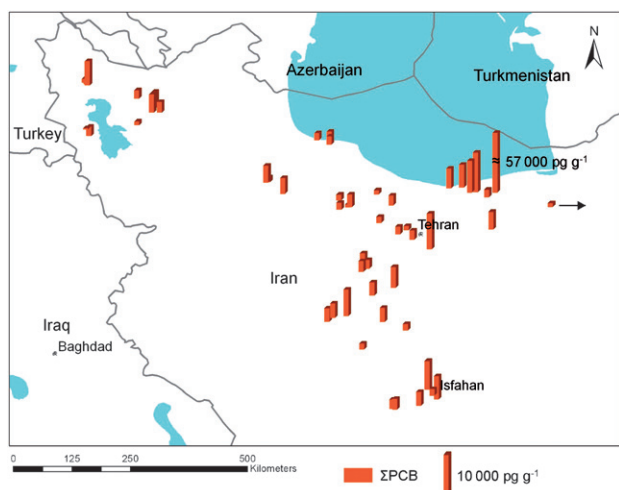 N
Azerbaijan
Turkmenistan
Turkey
≈ 57 000 pg g⁻¹
Tehran
Iran
Iraq
Baghdad
Isfahan
0 125 250 500
Kilometers
ΣPCB 10 000 pg g⁻¹